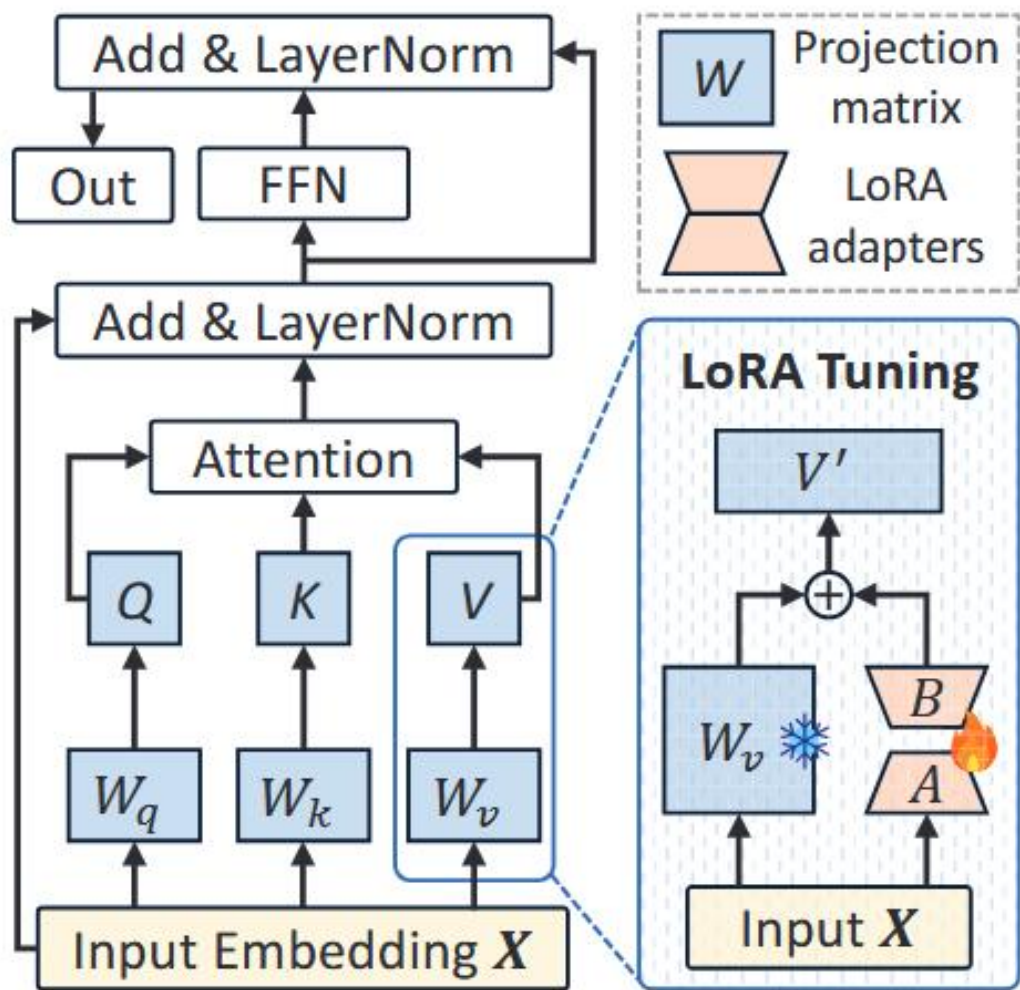 Add & LayerNorm
Out
FFN
Add & LayerNorm
Attention
Q
K
V
W_q
W_k
W_v
Input Embedding X
W
Projection
matrix
LoRA
adapters
LoRA Tuning
V′
W_v
B
A
Input X